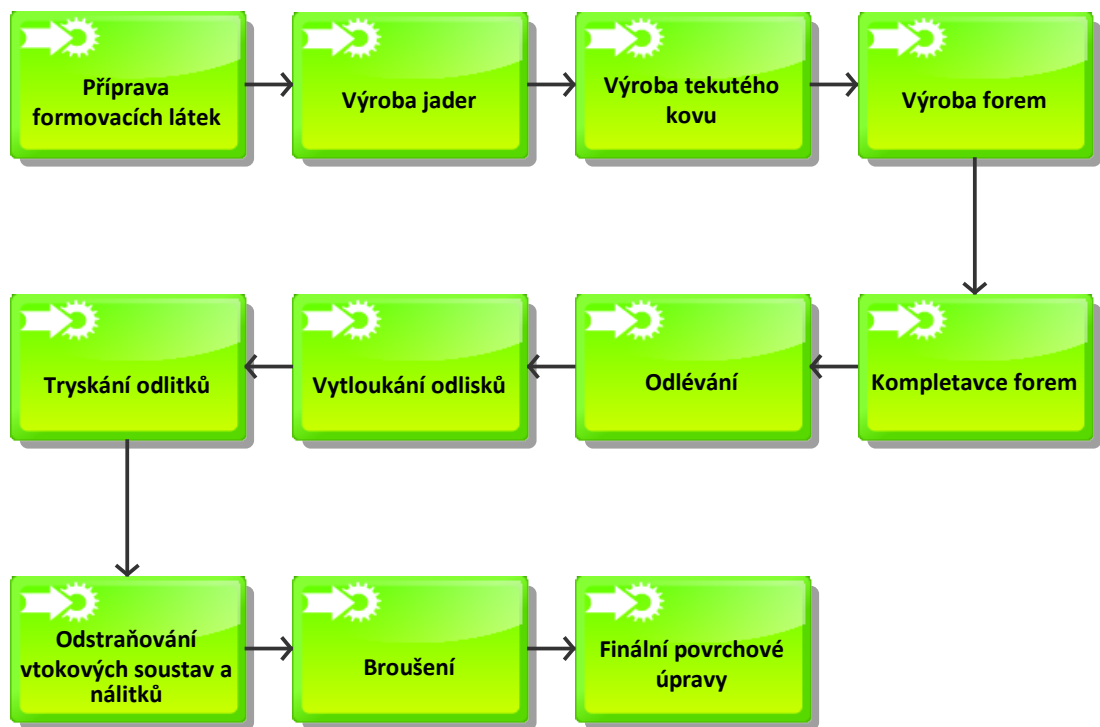 Příprava
formovacích látek
Výroba jader
Výroba tekutého
kovu
Výroba forem
Kompletavce forem
Odlévání
Vytloukání odlisků
Tryskání odlitků
Odstraňování
vtokových soustav a
nálitků
Broušení
Finální povrchové
úpravy